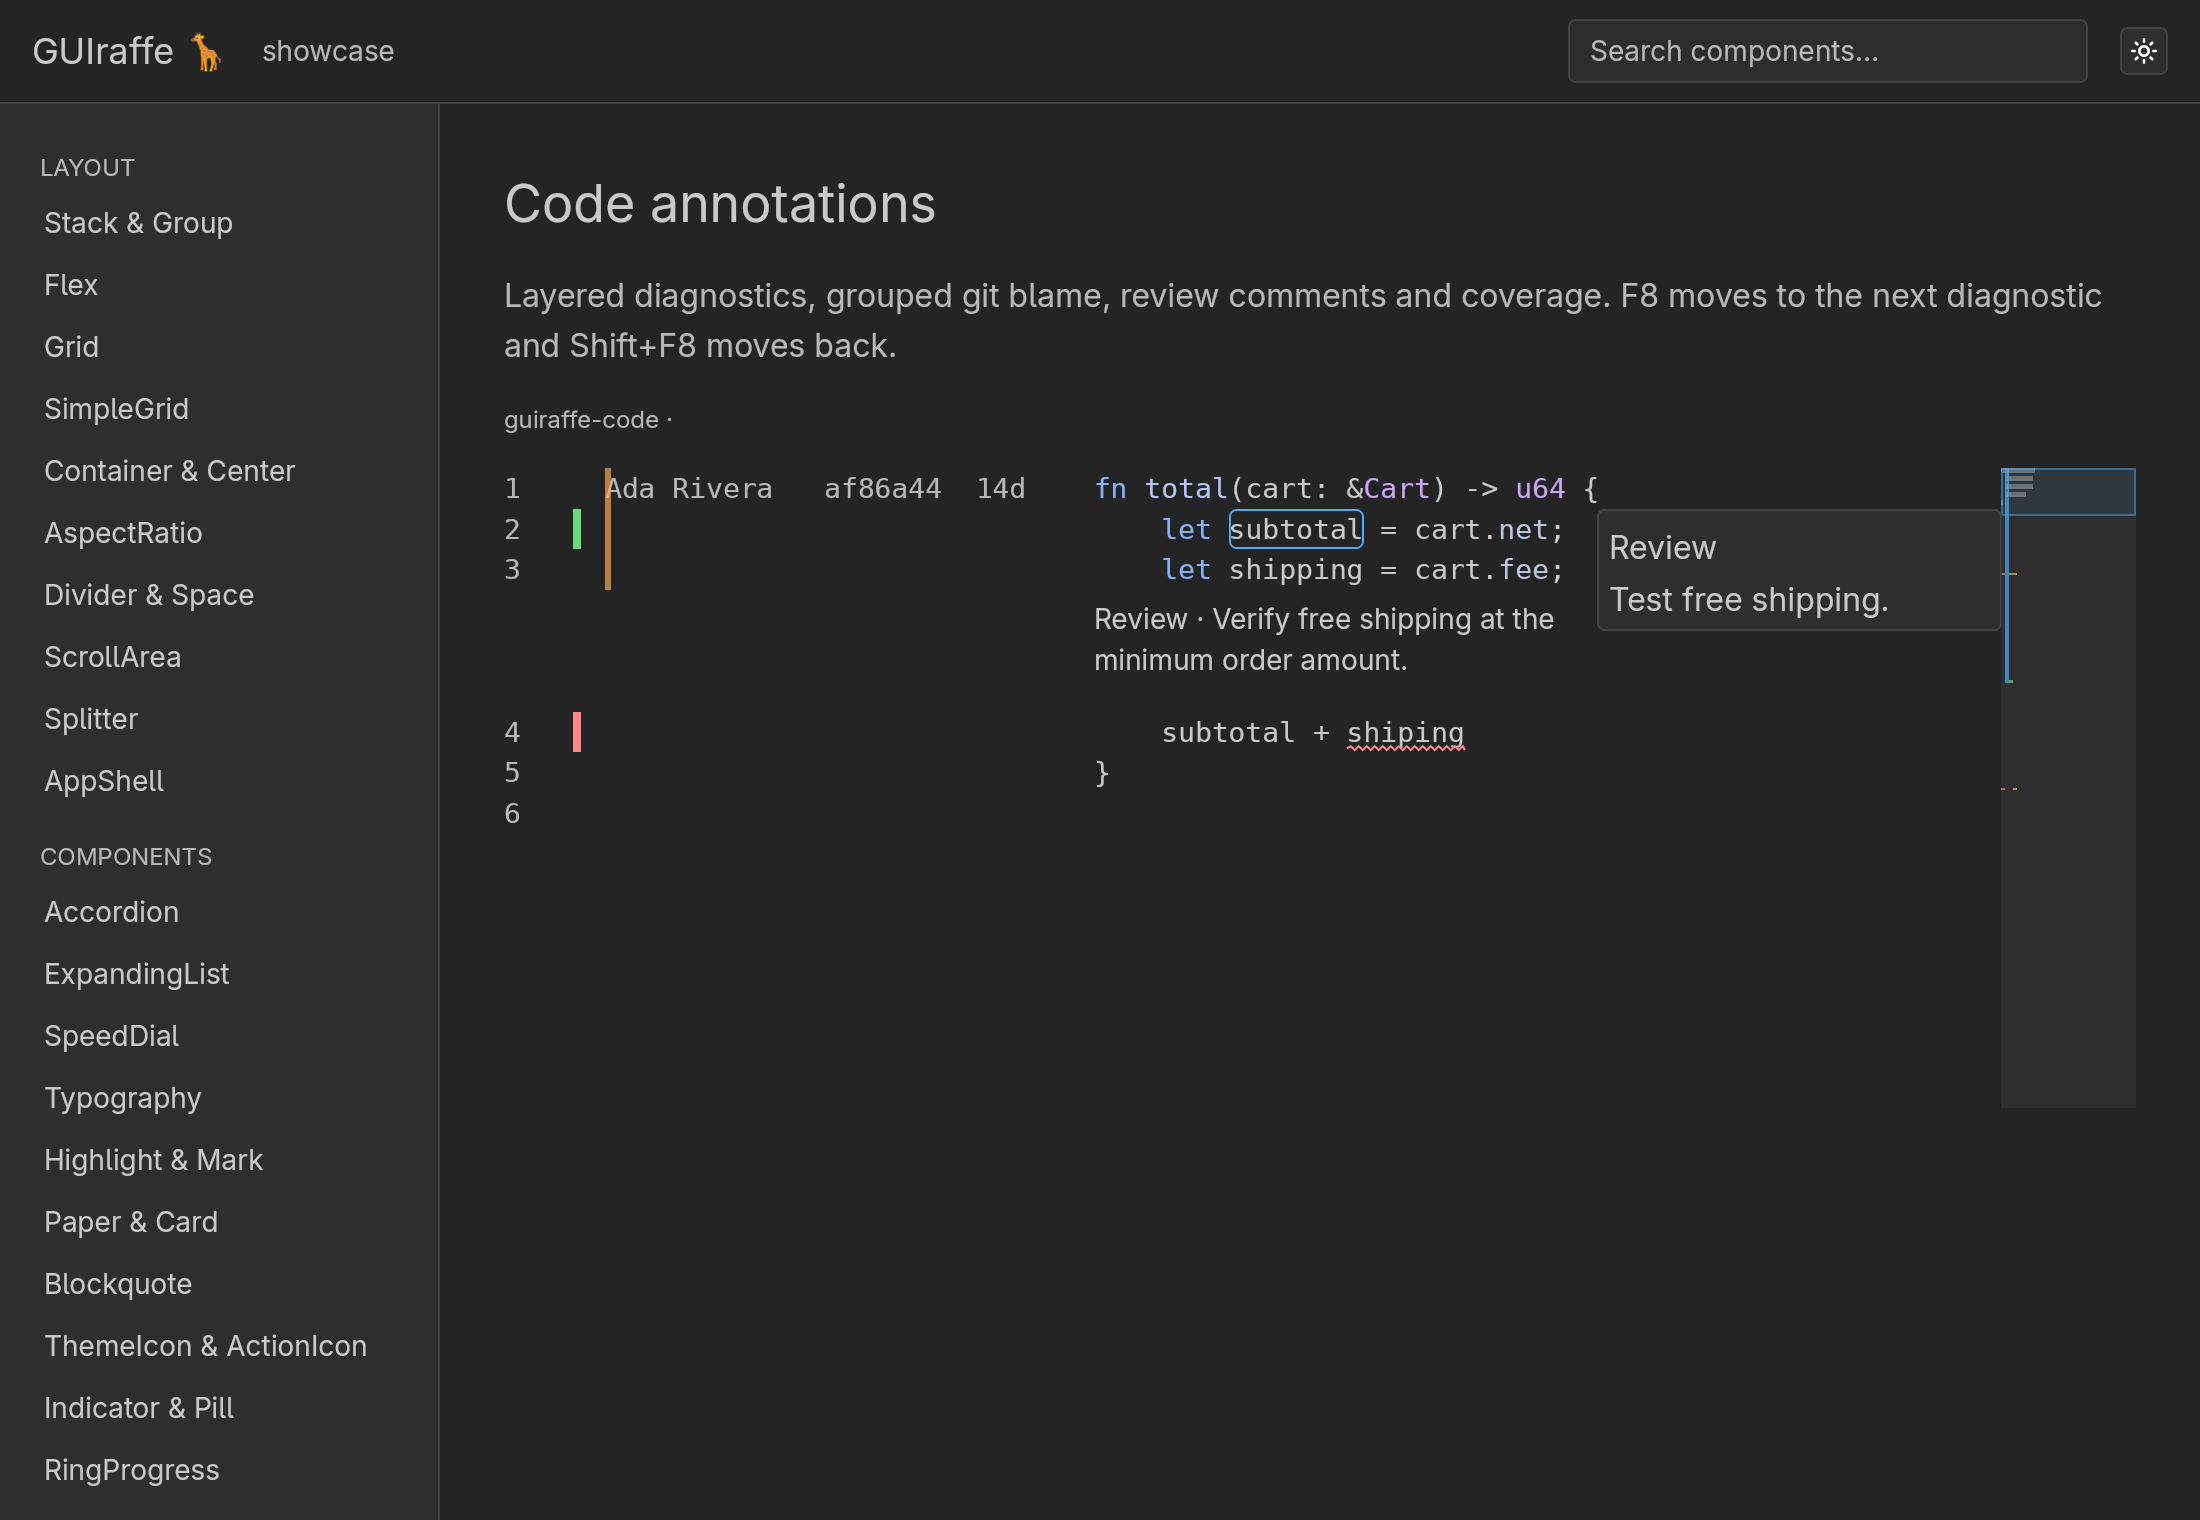 GUIraffe 🦒 showcase Search components...
LAYOUT
Stack & Group
Flex
Grid
SimpleGrid
Container & Center
AspectRatio
Divider & Space
ScrollArea
Splitter
AppShell
COMPONENTS
Accordion
ExpandingList
SpeedDial
Typography
Highlight & Mark
Paper & Card
Blockquote
ThemeIcon & ActionIcon
Indicator & Pill
RingProgress
Code annotations
Layered diagnostics, grouped git blame, review comments and coverage. F8 moves to the next diagnostic
and Shift+F8 moves back.
guiraffe-code ·
1 Ada Rivera af86a44 14d fn total(cart: &Cart) -> u64 {
2 let subtotal = cart.net;
3 let shipping = cart.fee;
Review
Test free shipping.
Review · Verify free shipping at the
minimum order amount.
4 subtotal + shiping
5 }
6